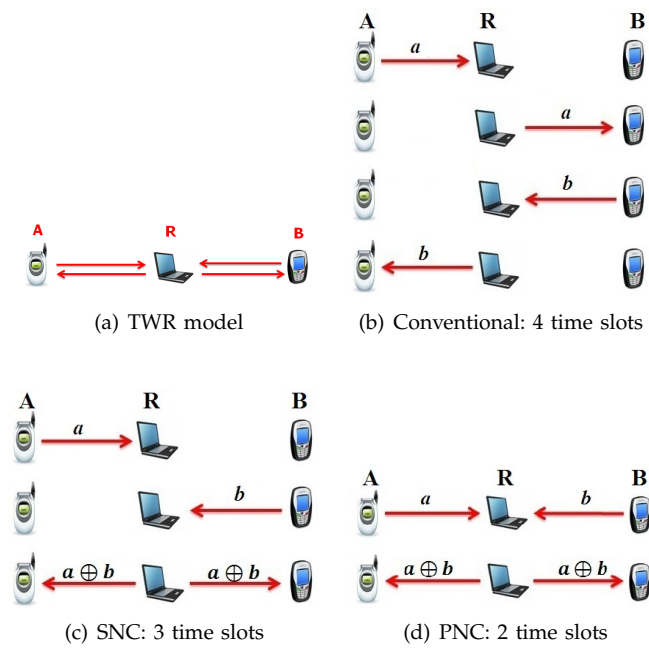 A R B
(a) TWR model
A R B
a
a
b
b
(b) Conventional: 4 time slots
A R B
a
b
a ⊕ b a ⊕ b
(c) SNC: 3 time slots
A R B
a b
a ⊕ b a ⊕ b
(d) PNC: 2 time slots